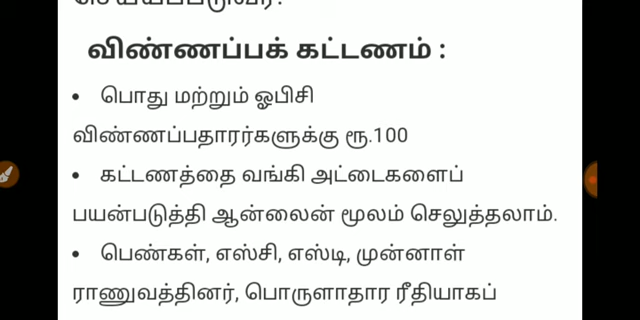 விண்ணப்பக் கட்டணம் :
• பொது மற்றும் ஓபிசி
விண்ணப்பதாரர்களுக்கு ரூ.100
• கட்டணத்தை வங்கி அட்டைகளைப்
பயன்படுத்தி ஆன்லைன் மூலம் செலுத்தலாம்.
• பெண்கள், எஸ்சி, எஸ்டி, முன்னாள்
ராணுவத்தினர், பொருளாதார ரீதியாகப்